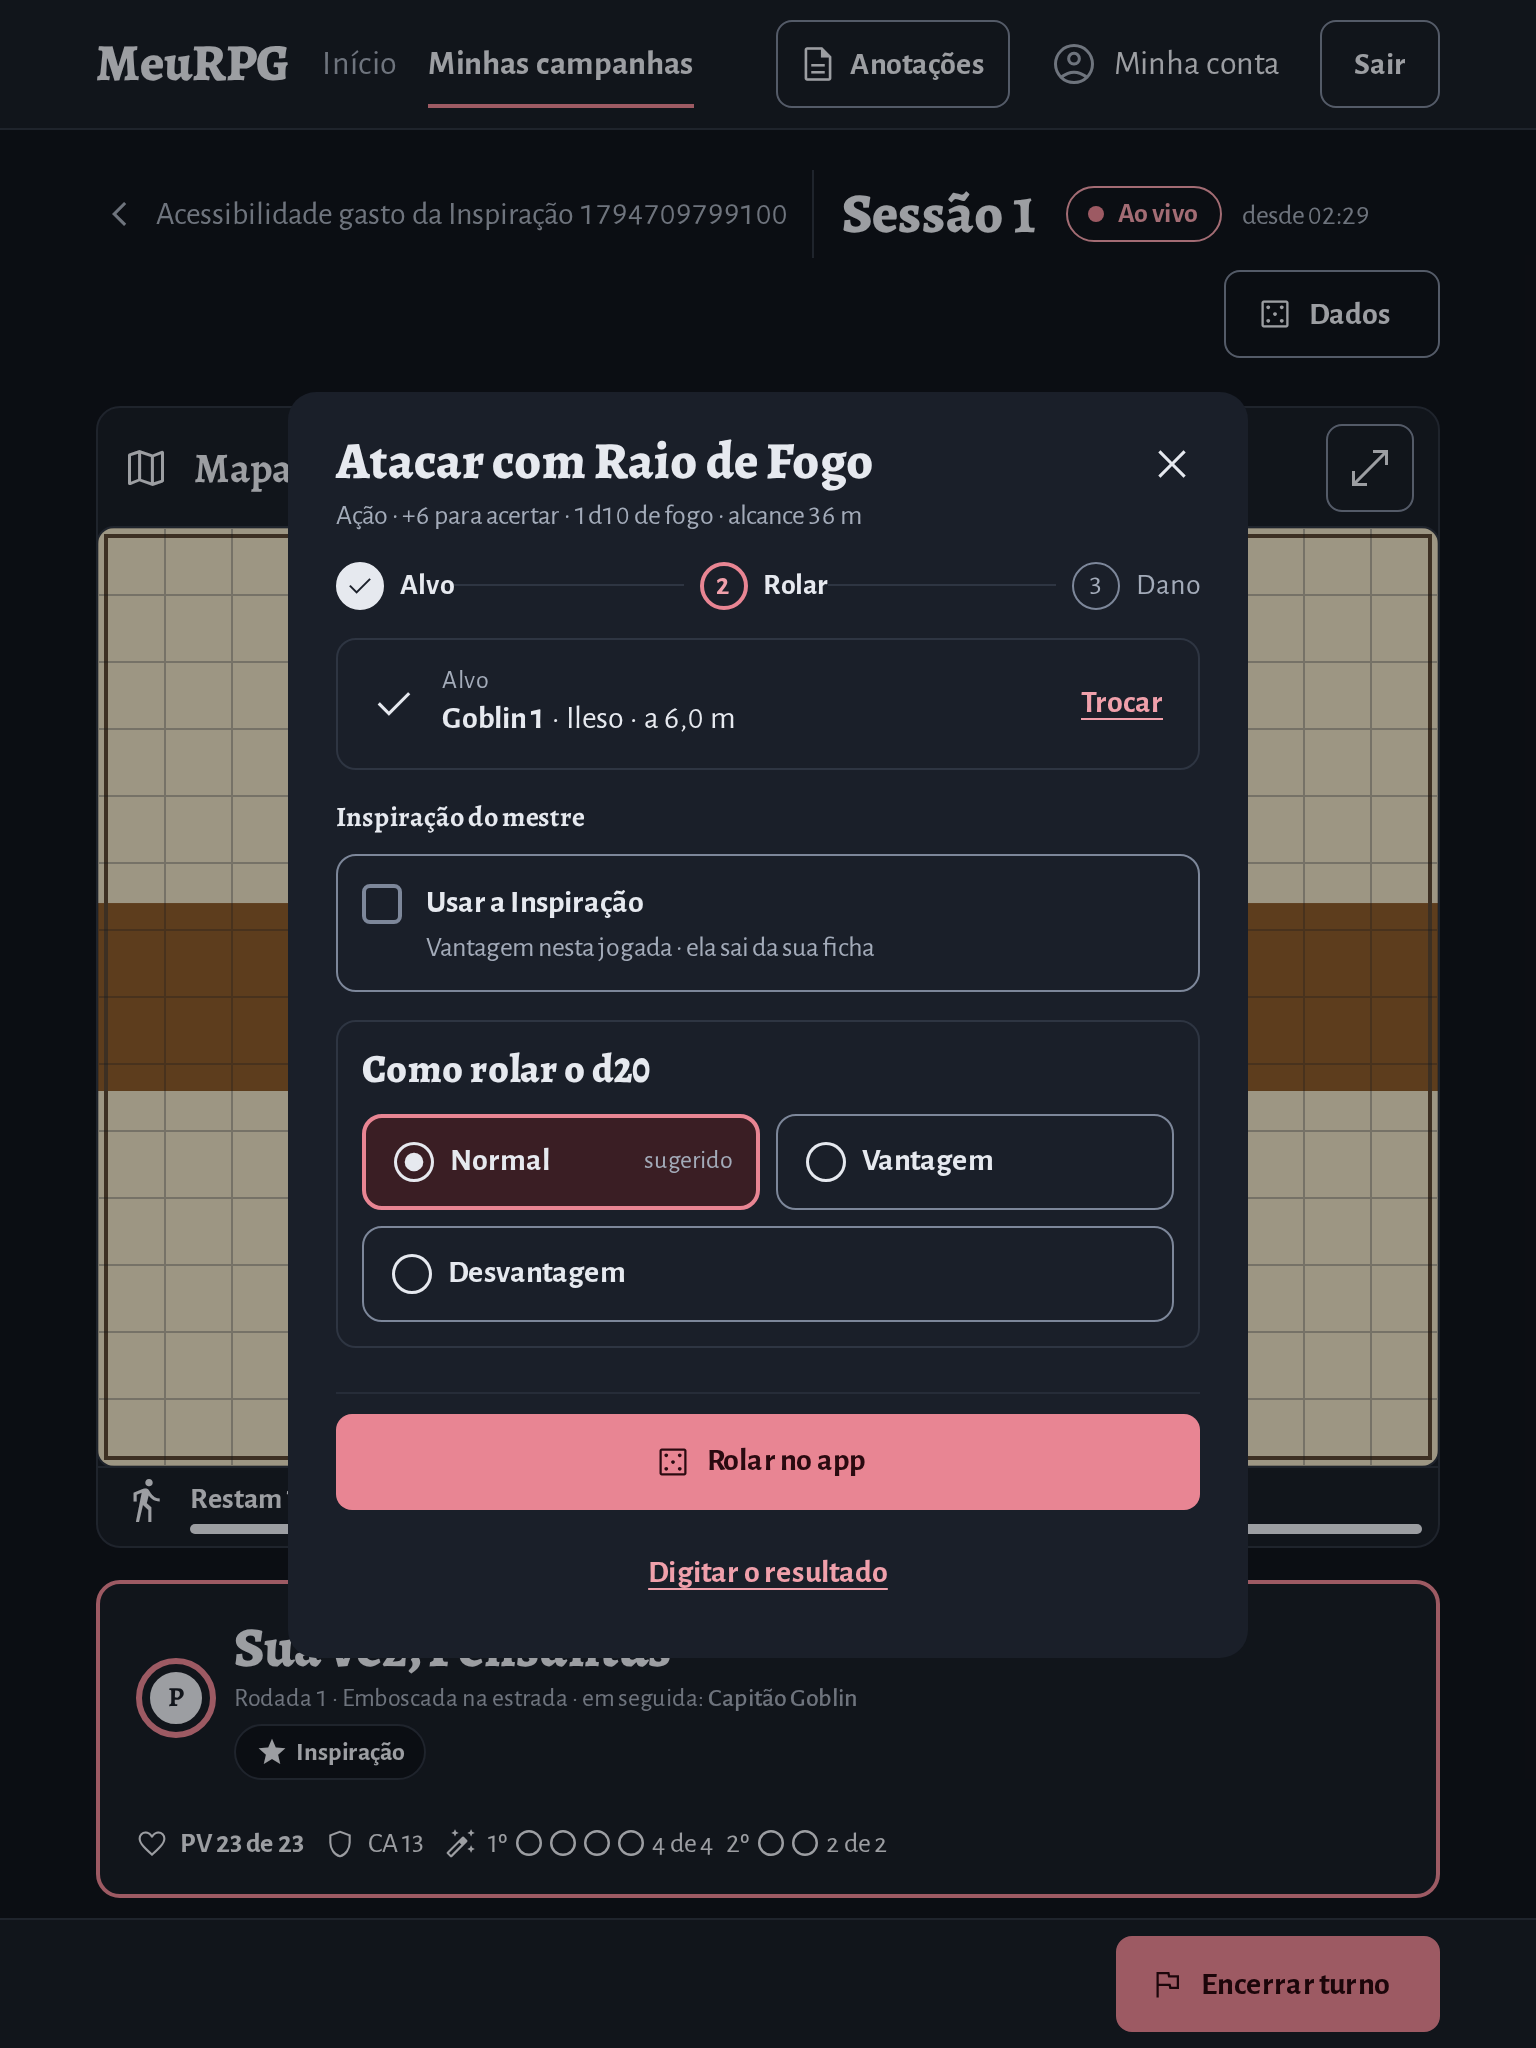 MeuRPG Início Minhas campanhas Anotações Minha conta Sair
Acessibilidade gasto da Inspiração 1794709799100 Sessão 1 Ao vivo desde 02:29
Dados
Mapa
Atacar com Raio de Fogo
Ação · +6 para acertar · 1d10 de fogo · alcance 36 m
Alvo 2 Rolar 3 Dano
Alvo
Goblin 1 · Ileso · a 6,0 m
Trocar
Inspiração do mestre
Usar a Inspiração
Vantagem nesta jogada · ela sai da sua ficha
Como rolar o d20
Normal sugerido Vantagem
Desvantagem
Rolar no app
Digitar o resultado
Restam
Sua vez,
P
Rodada 1 · Emboscada na estrada · em seguida: Capitão Goblin
Inspiração
PV 23 de 23 CA 13 1º 4 de 4 2º 2 de 2
Encerrar turno